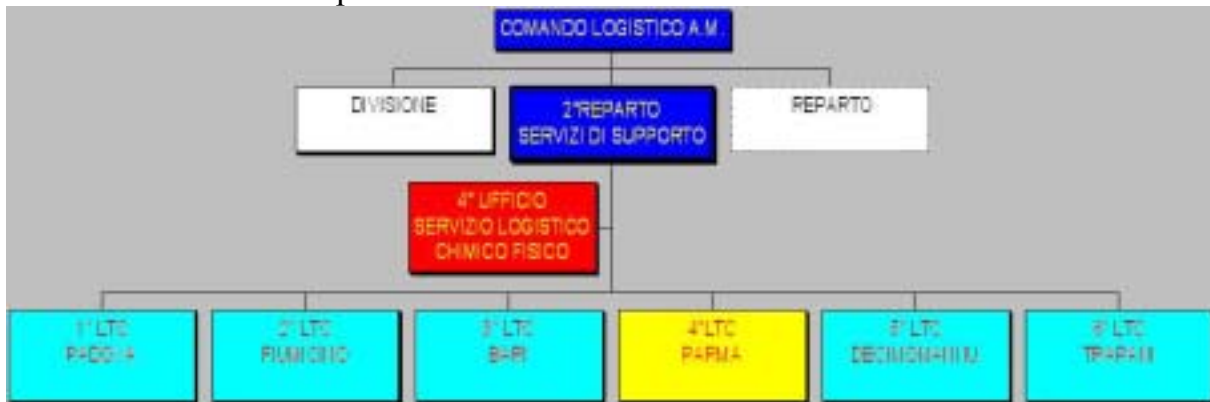 COMANDO LOGISTICO A.M.
DIVISIONE
2°REPARTO
SERVIZI DI SUPPORTO
REPARTO
4° UFFICIO
SERVIZIO LOGISTICO
CHIMICO FISICO
1° LTC
PADOVA
2° LTC
FIUMICINO
3° LTC
BARI
4°LTC
PARMA
5° LTC
DECIMOMANNU
6° LTC
TRAPANI